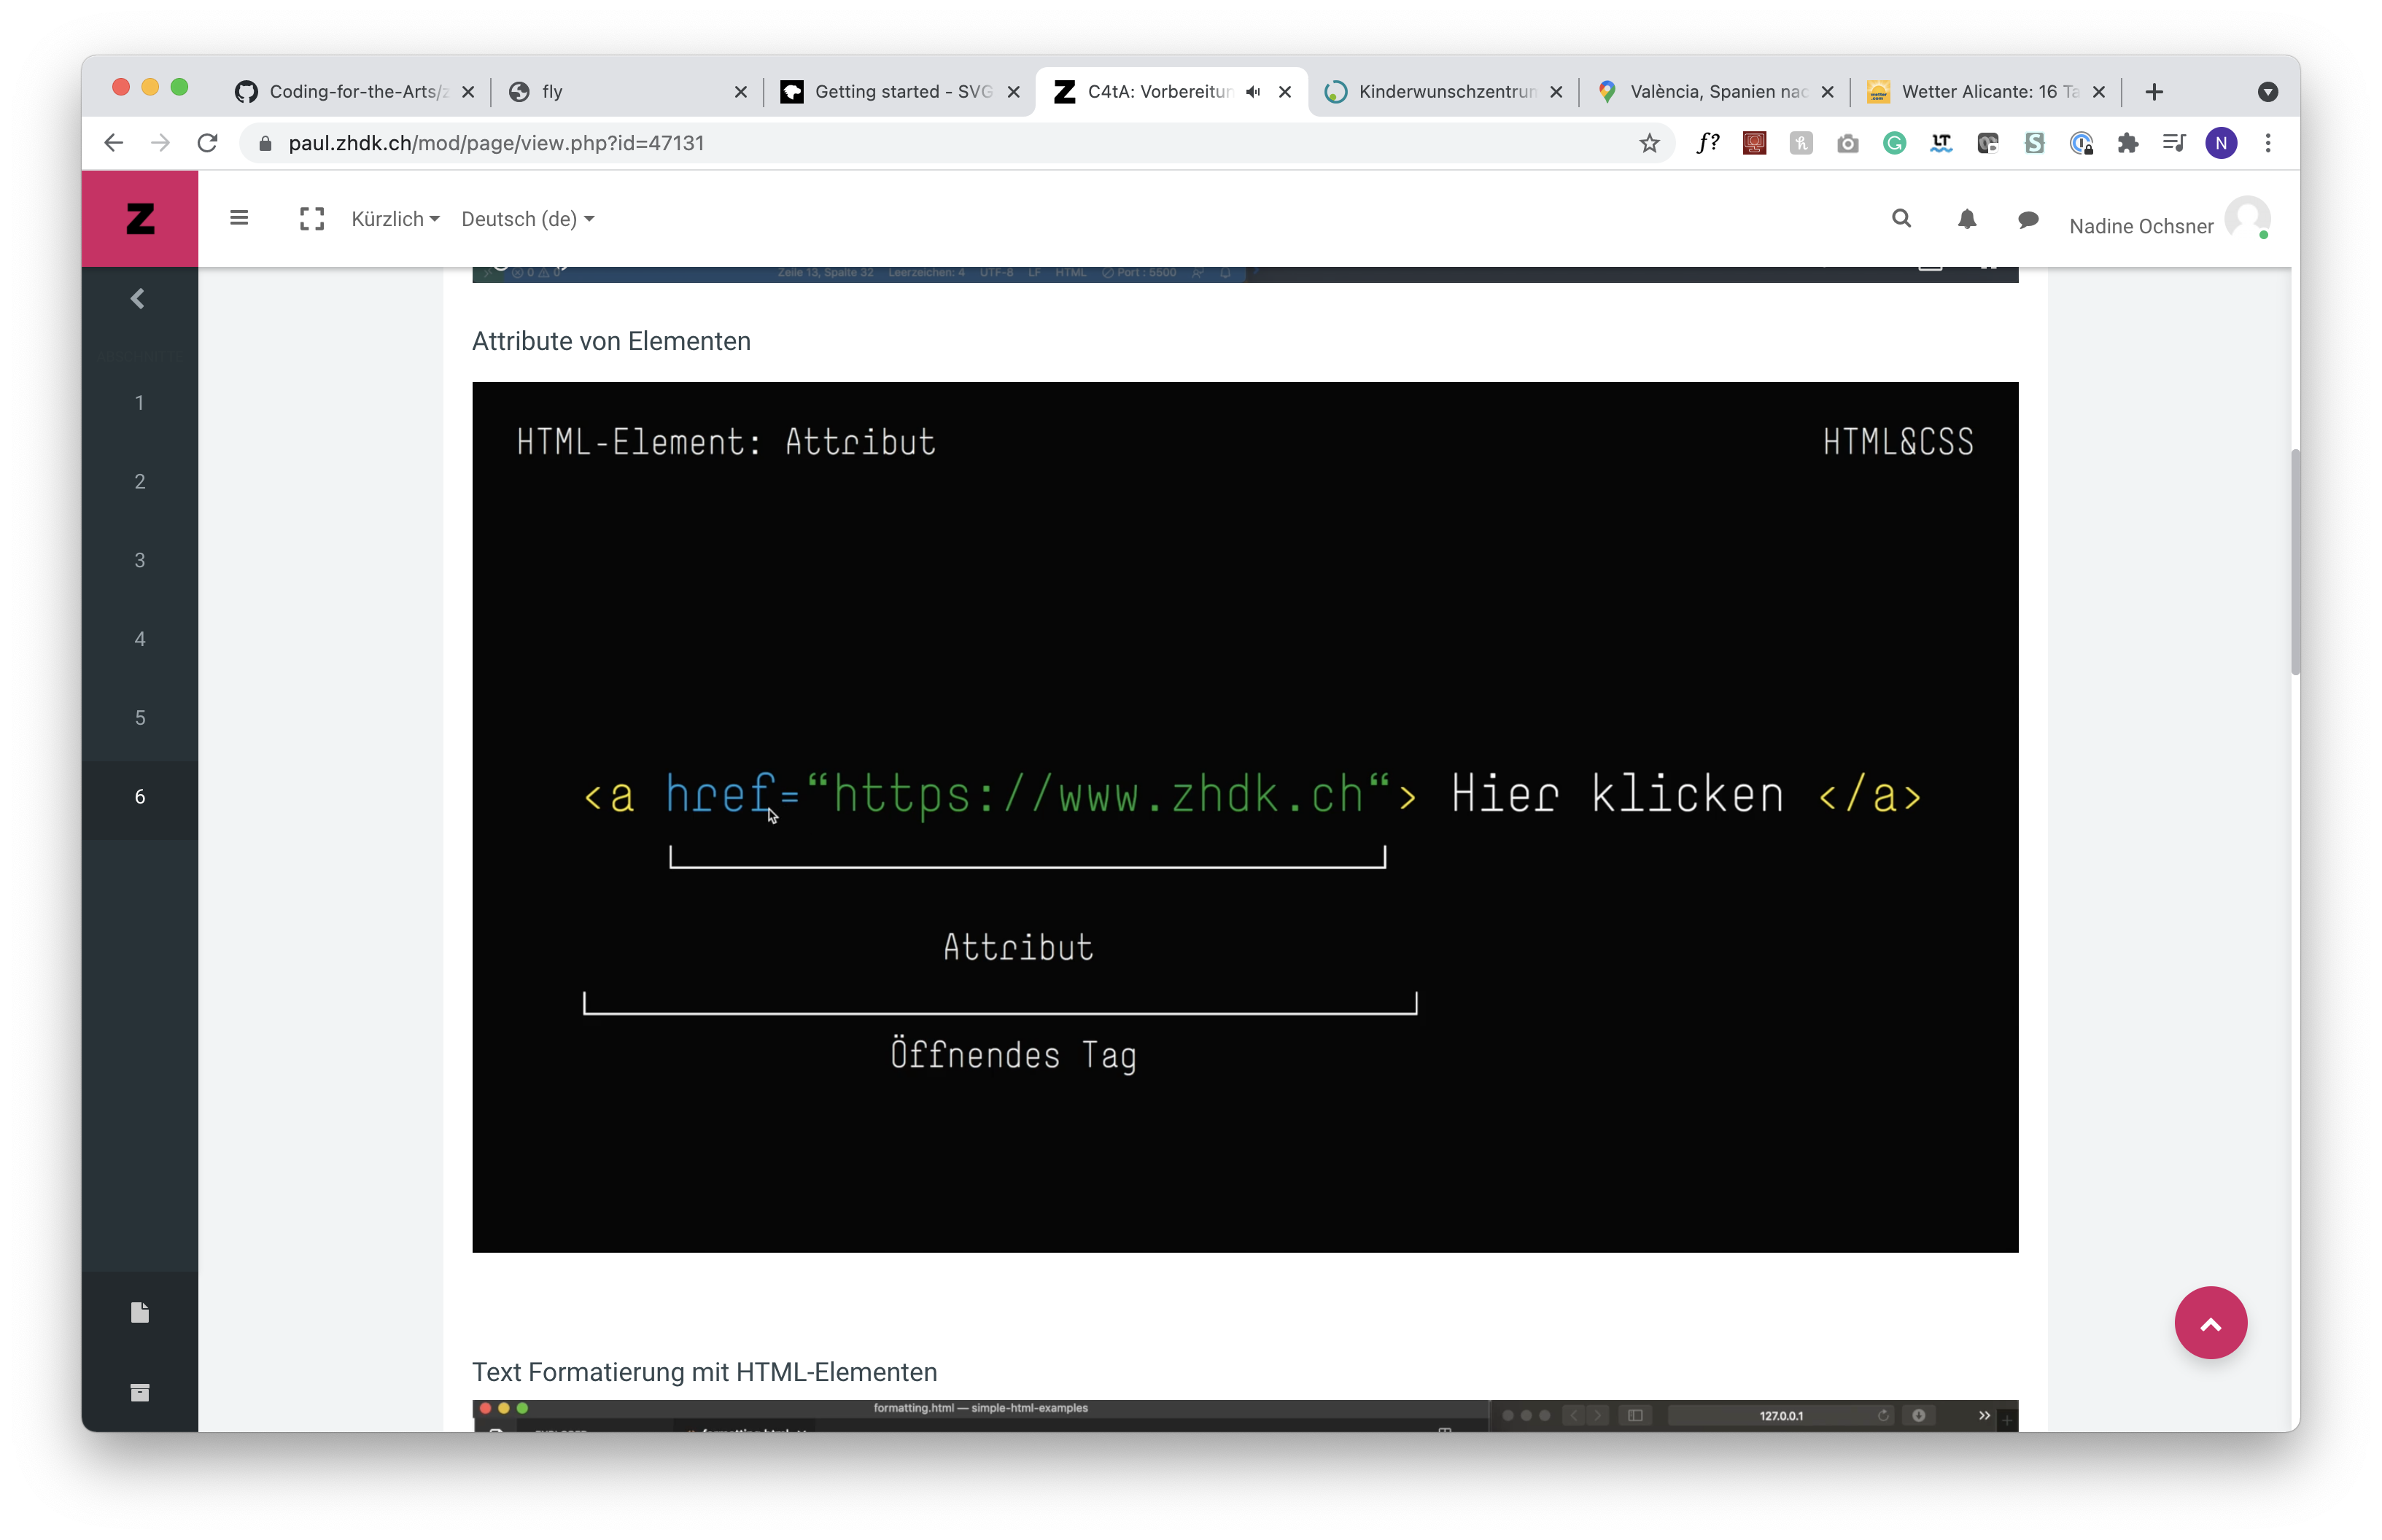 Coding-for-the-Arts/z
fly
Getting started - SVG
C4tA: Vorbereitun
Kinderwunschzentrum
València, Spanien nac
Wetter Alicante: 16 Ta
paul.zhdk.ch/mod/page/view.php?id=47131
f?
N
Z
Kürzlich
Deutsch (de)
Nadine Ochsner
Zeile 13, Spalte 32 Leerzeichen: 4 UTF-8 LF HTML Port : 5500
Attribute von Elementen
1
2
3
4
5
6
HTML-Element: Attribut
HTML&CSS
<a href=“https://www.zhdk.ch“> Hier klicken </a>
Attribut
Öffnendes Tag
Text Formatierung mit HTML-Elementen
formatting.html — simple-html-examples
127.0.0.1